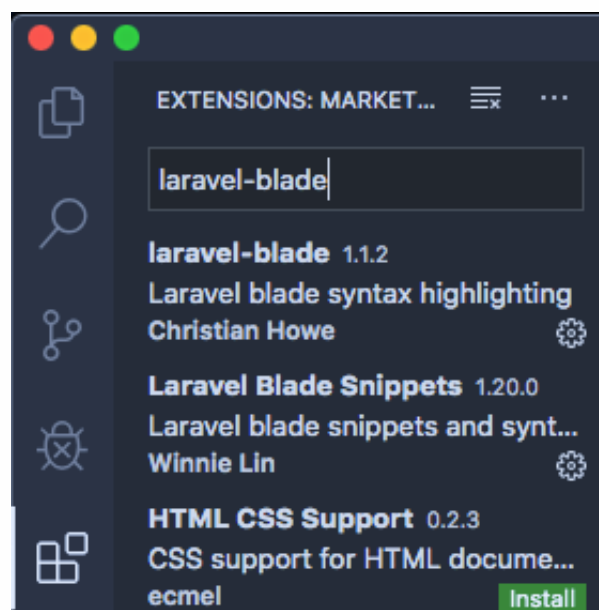 EXTENSIONS: MARKET...
laravel-blade
laravel-blade 1.1.2
Laravel blade syntax highlighting
Christian Howe
Laravel Blade Snippets 1.20.0
Laravel blade snippets and synt...
Winnie Lin
HTML CSS Support 0.2.3
CSS support for HTML docume...
ecmel Install